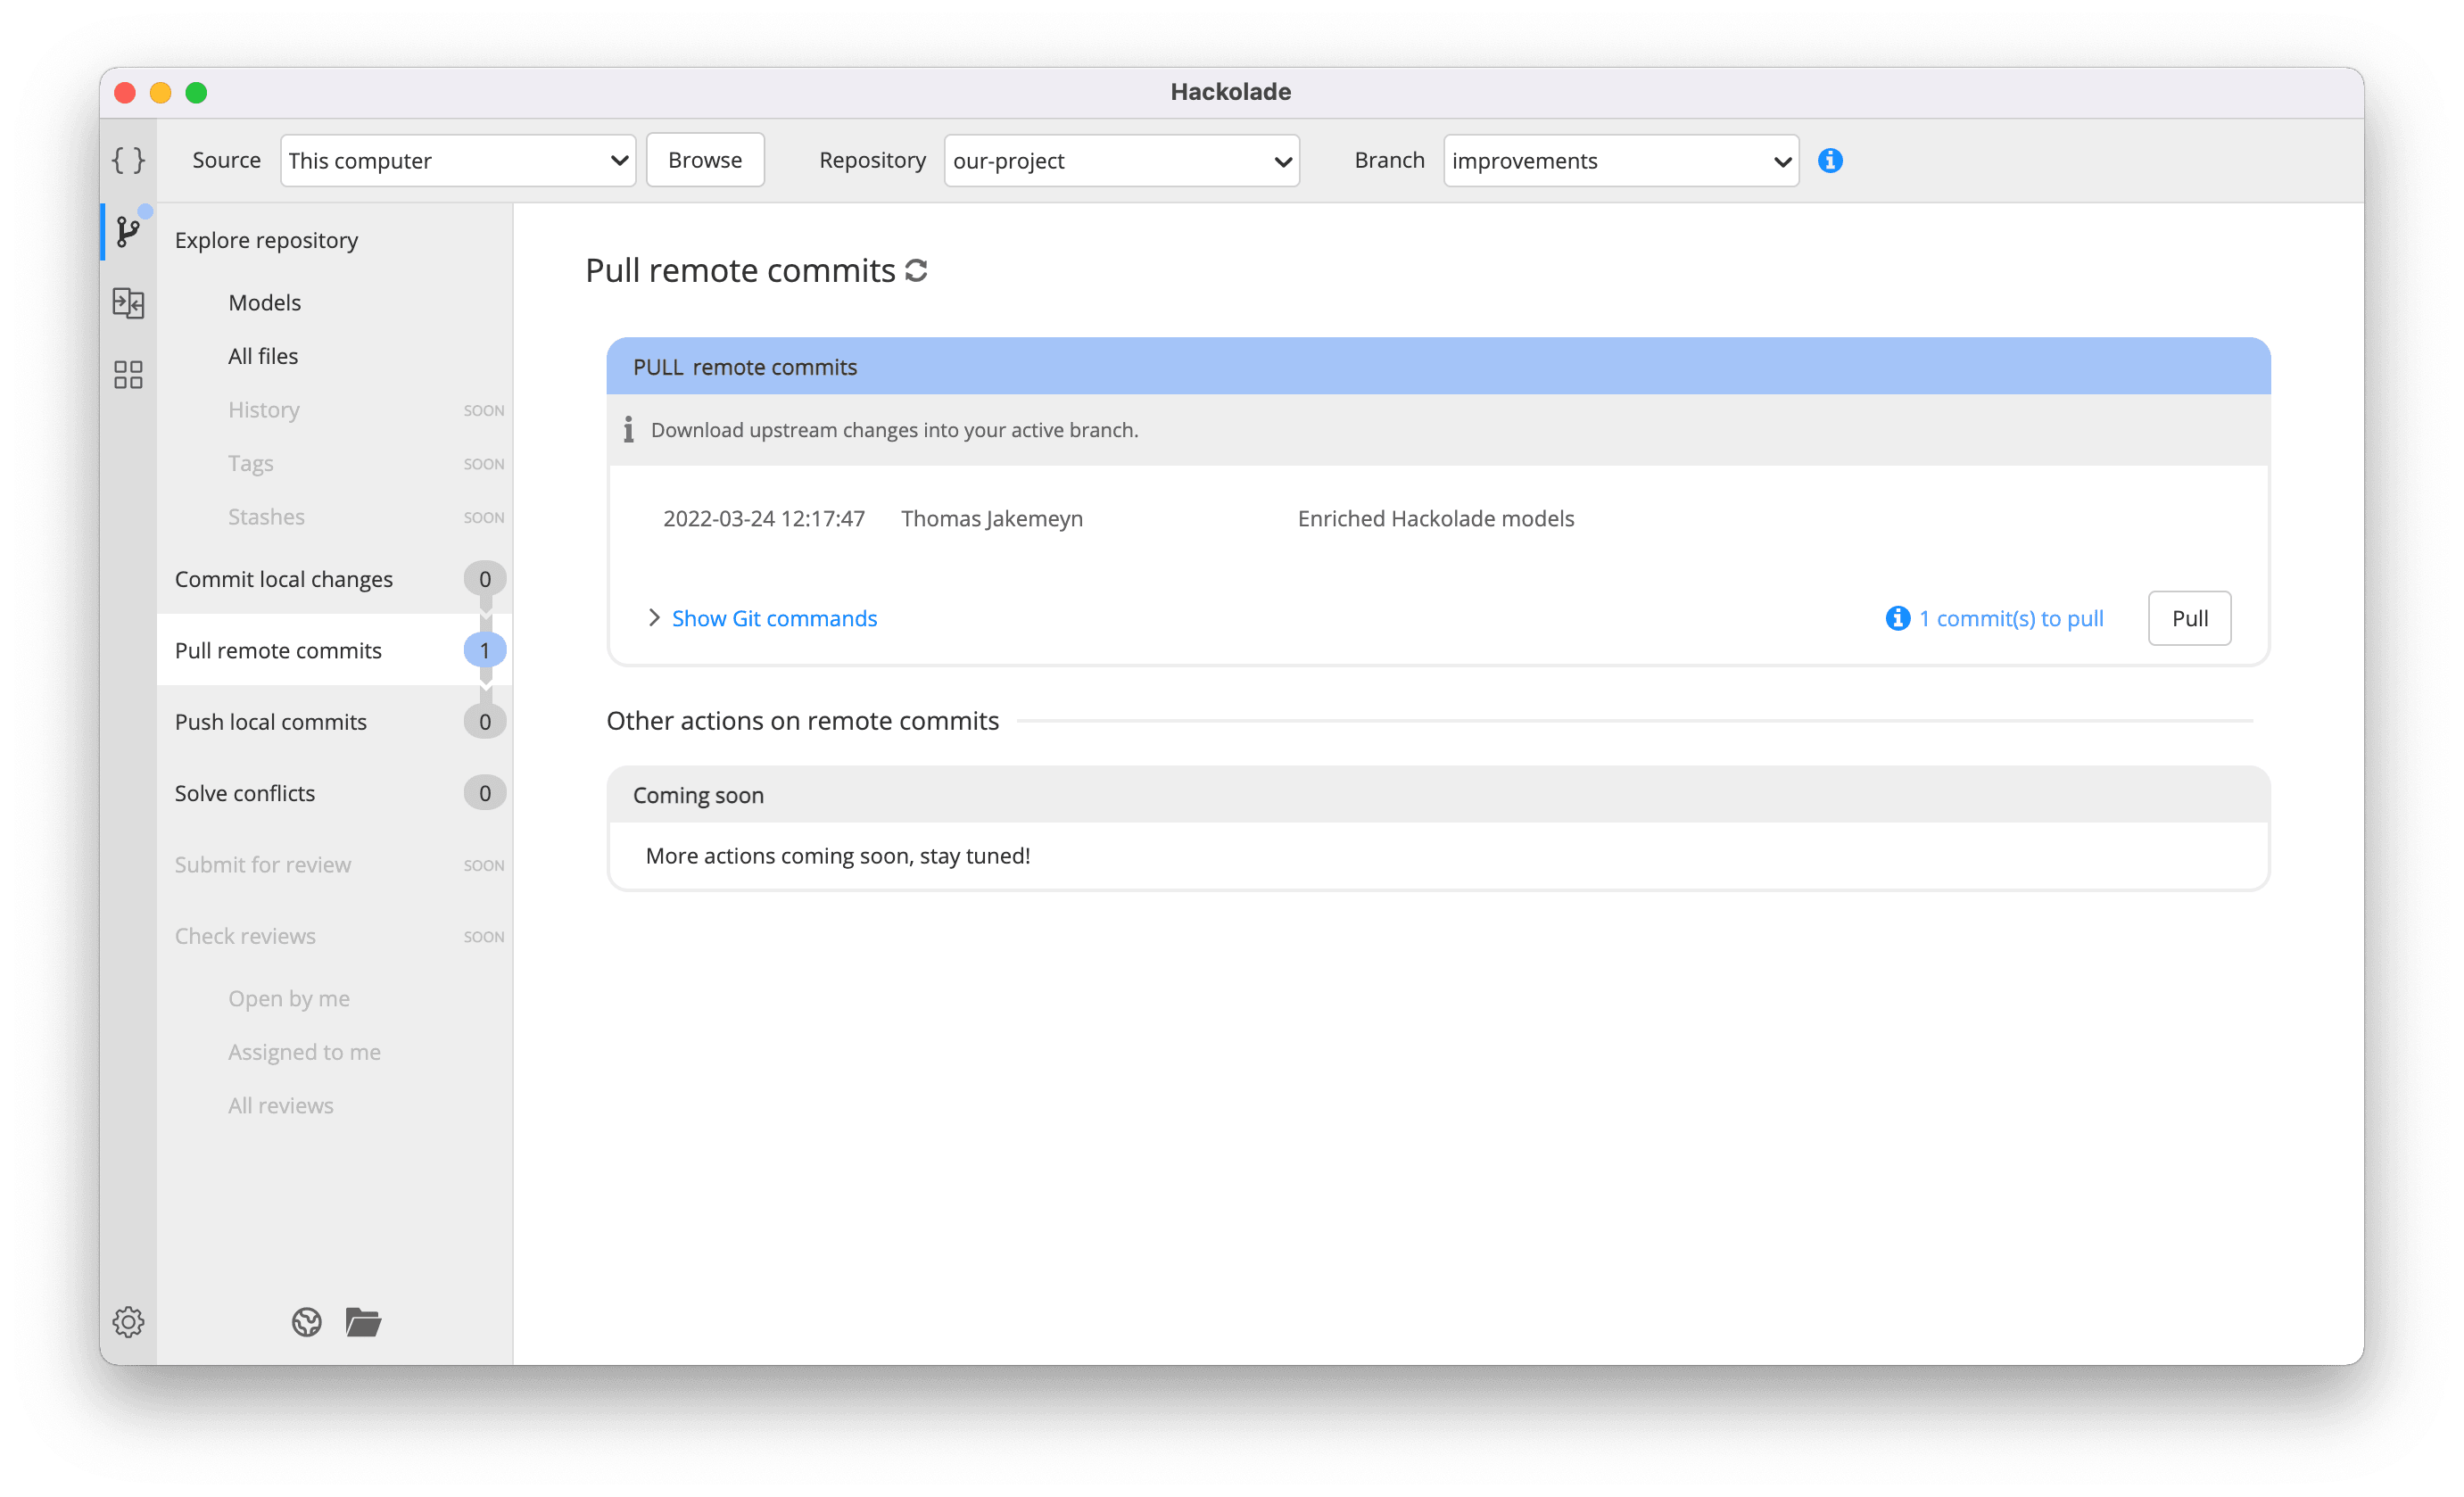 Hackolade
Source This computer Browse Repository our-project Branch improvements
Explore repository
Models
All files
History SOON
Tags SOON
Stashes SOON
Commit local changes 0
Pull remote commits 1
Push local commits 0
Solve conflicts 0
Submit for review SOON
Check reviews SOON
Open by me
Assigned to me
All reviews
Pull remote commits
PULL remote commits
Download upstream changes into your active branch.
2022-03-24 12:17:47 Thomas Jakemeyn Enriched Hackolade models
Show Git commands 1 commit(s) to pull Pull
Other actions on remote commits
Coming soon
More actions coming soon, stay tuned!